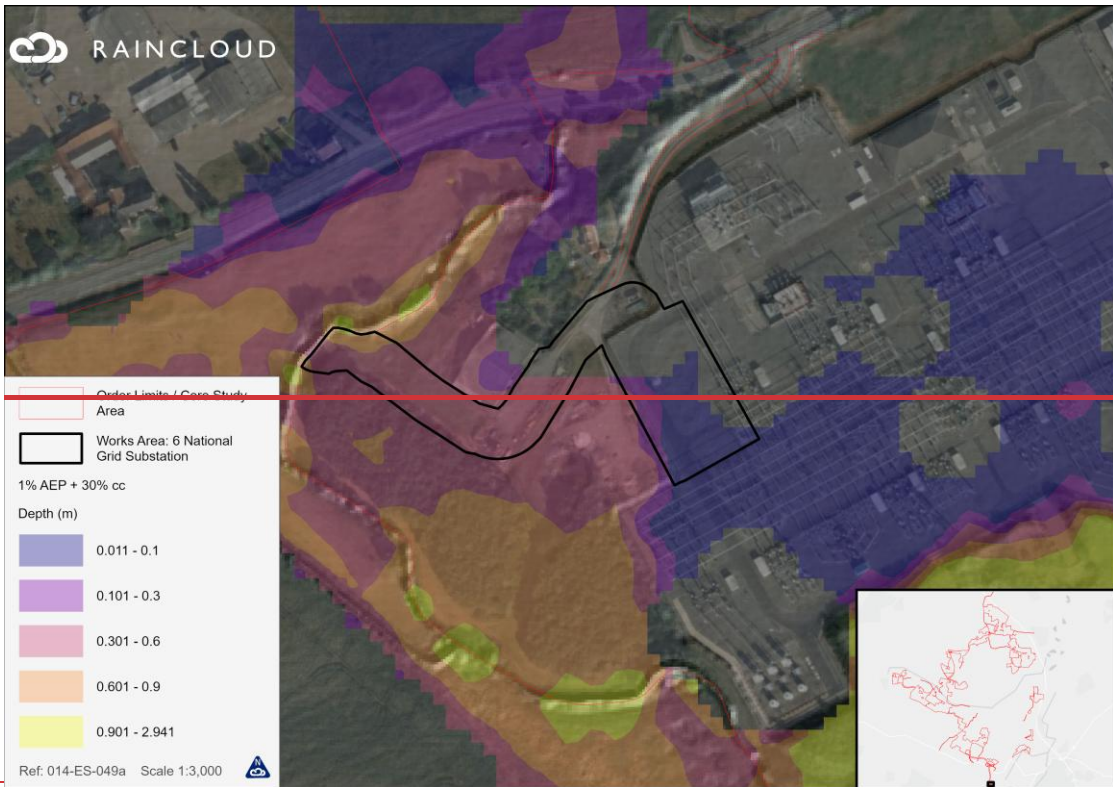 RAINCLOUD
Order Limits / Core Study
Area
Works Area: 6 National
Grid Substation
1% AEP + 30% cc
Depth (m)
0.011 - 0.1
0.101 - 0.3
0.301 - 0.6
0.601 - 0.9
0.901 - 2.941
Ref: 014-ES-049a Scale 1:3,000
N